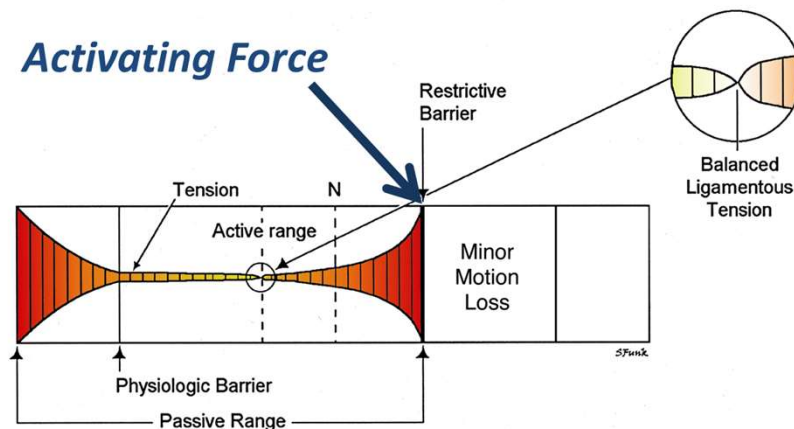 Activating Force
Restrictive
Barrier
Balanced
Ligamentous
Tension
Tension
N
Active range
Minor
Motion
Loss
SFunk
Physiologic Barrier
Passive Range